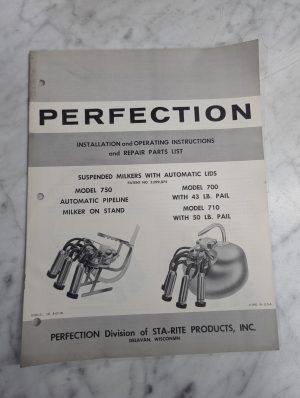 PERFECTION
INSTALLATION and OPERATING INSTRUCTIONS
and REPAIR PARTS LIST
SUSPENDED MILKERS WITH AUTOMATIC LIDS
MODEL 750
AUTOMATIC PIPELINE
MILKER ON STAND
MODEL 700
WITH 43 LB. PAIL
MODEL 710
WITH 50 LB. PAIL
PERFECTION Division of STA-RITE PRODUCTS, INC.
DELAVAN, WISCONSIN